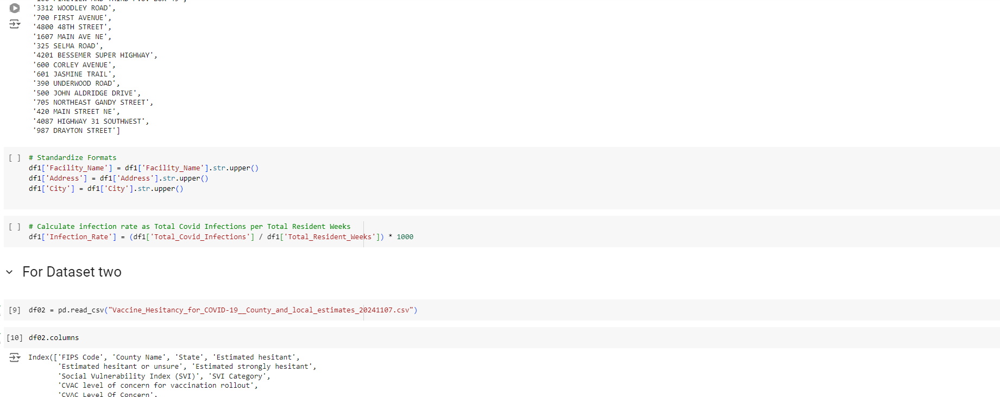 '3312 WOODLEY ROAD',
'700 FIRST AVENUE',
'4800 48TH STREET',
'1607 MAIN AVE NE',
'325 SELMA ROAD',
'4201 BESSEMER SUPER HIGHWAY',
'600 CORLEY AVENUE',
'601 JASMINE TRAIL',
'390 UNDERWOOD ROAD',
'500 JOHN ALDRIDGE DRIVE',
'705 NORTHEAST GANDY STREET',
'420 MAIN STREET NE',
'4087 HIGHWAY 31 SOUTHWEST',
'987 DRAYTON STREET']
[ ] # Standardize Formats
df1['Facility_Name'] = df1['Facility_Name'].str.upper()
df1['Address'] = df1['Address'].str.upper()
df1['City'] = df1['City'].str.upper()
[ ] # Calculate infection rate as Total Covid Infections per Total Resident Weeks
df1['Infection_Rate'] = (df1['Total_Covid_Infections'] / df1['Total_Resident_Weeks']) * 1000
For Dataset two
[9] df02 = pd.read_csv("Vaccine_Hesitancy_for_COVID-19__County_and_local_estimates_20241107.csv")
[10] df02.columns
Index(['FIPS Code', 'County Name', 'State', 'Estimated hesitant',
'Estimated hesitant or unsure', 'Estimated strongly hesitant',
'Social Vulnerability Index (SVI)', 'SVI Category',
'CVAC level of concern for vaccination rollout',
'CVAC Level Of Concern',